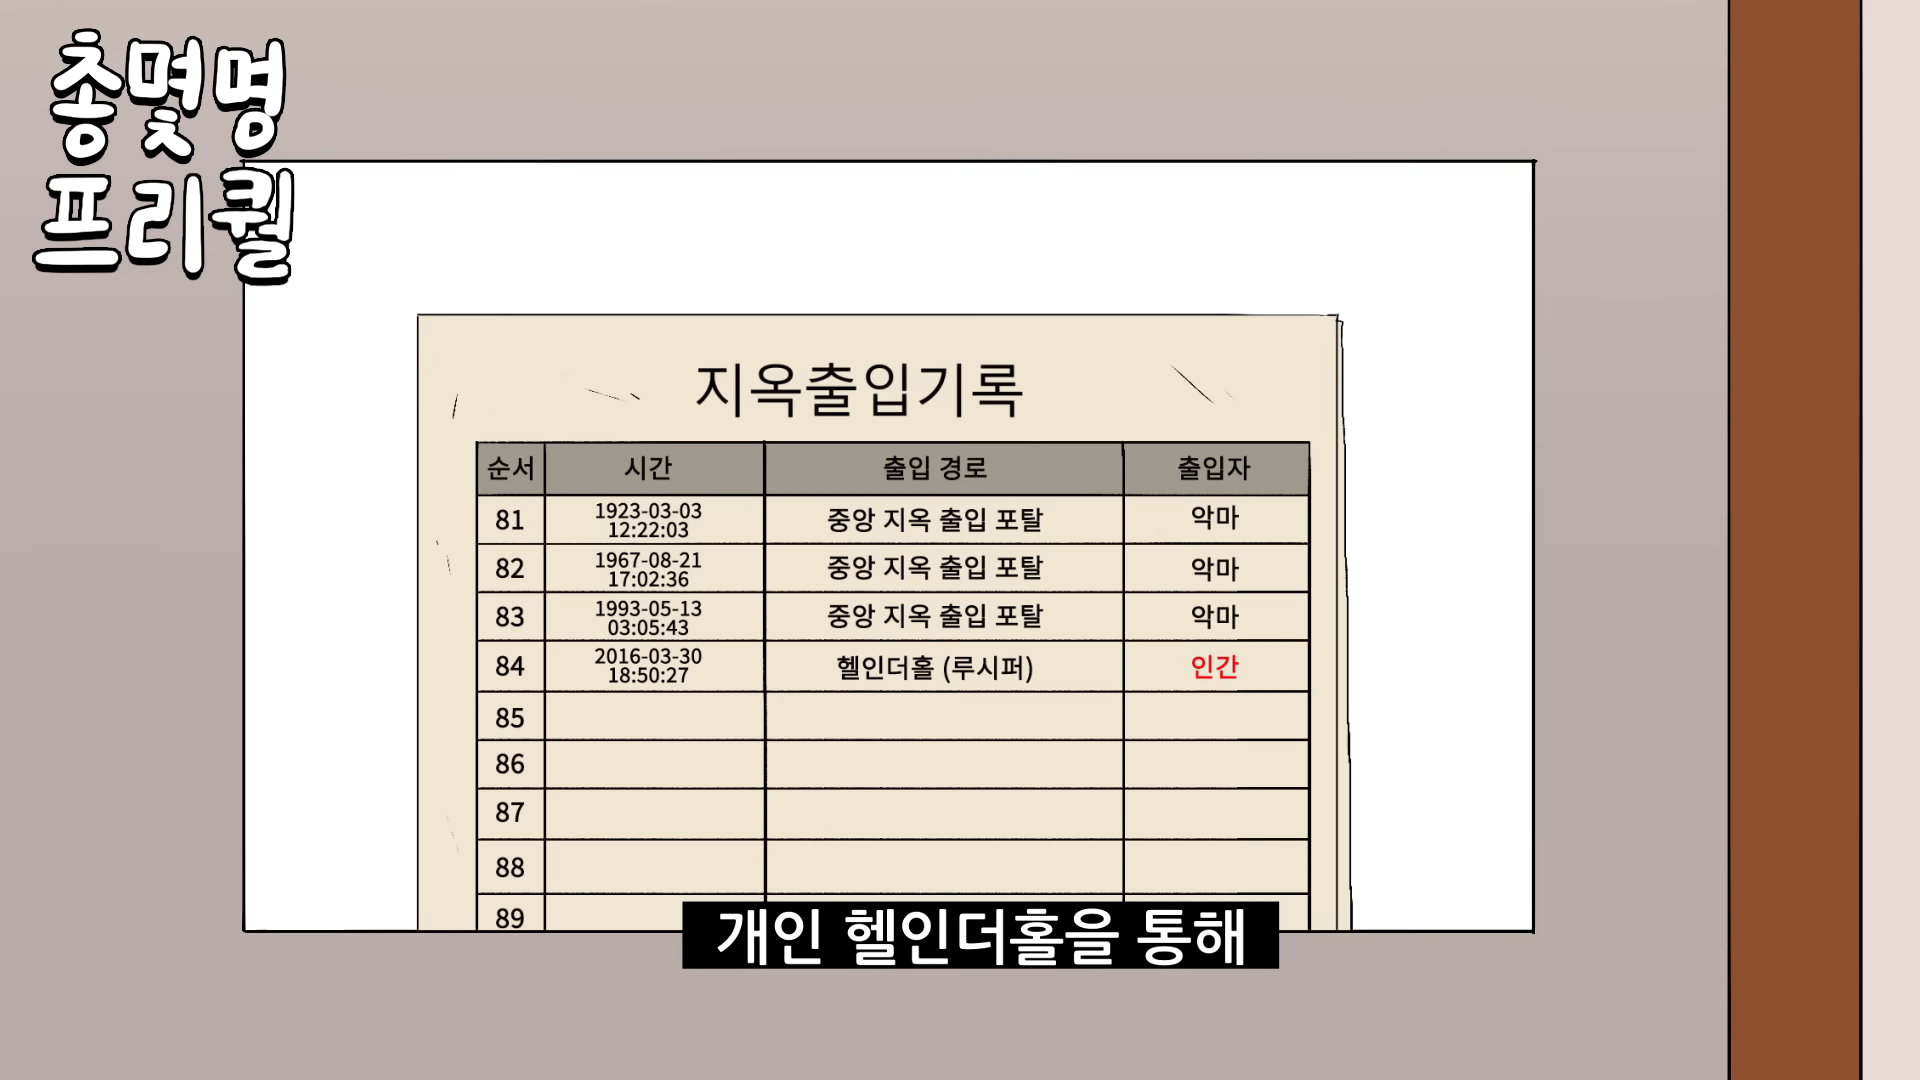 총몇명
프리퀄
지옥출입기록
순서 시간 출입 경로 출입자
81 1923-03-03 12:22:03 중앙 지옥 출입 포탈 악마
82 1967-08-21 17:02:36 중앙 지옥 출입 포탈 악마
83 1993-05-13 03:05:43 중앙 지옥 출입 포탈 악마
84 2016-03-30 18:50:27 헬인더홀 (루시퍼) 인간
85
86
87
88
89
개인 헬인더홀을 통해